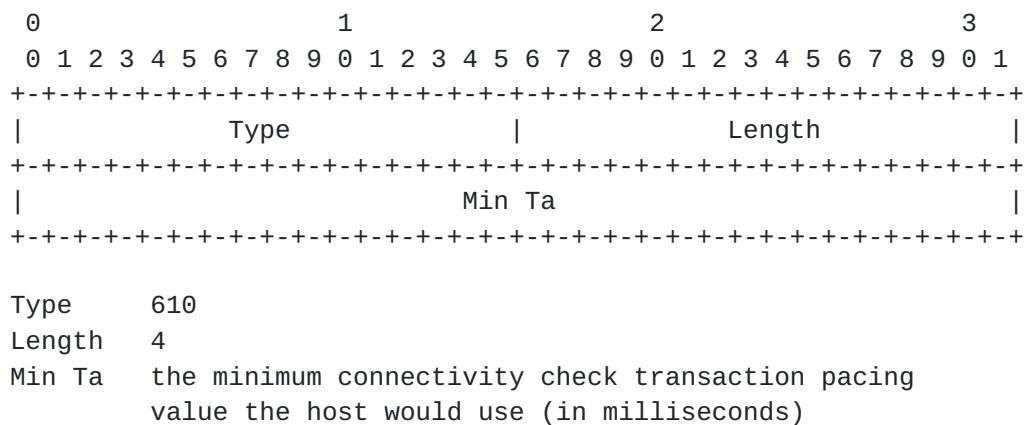 0                   1                   2                   3
 0 1 2 3 4 5 6 7 8 9 0 1 2 3 4 5 6 7 8 9 0 1 2 3 4 5 6 7 8 9 0 1
+-+-+-+-+-+-+-+-+-+-+-+-+-+-+-+-+-+-+-+-+-+-+-+-+-+-+-+-+-+-+-+-+
|             Type              |             Length            |
+-+-+-+-+-+-+-+-+-+-+-+-+-+-+-+-+-+-+-+-+-+-+-+-+-+-+-+-+-+-+-+-+
|                            Min Ta                             |
+-+-+-+-+-+-+-+-+-+-+-+-+-+-+-+-+-+-+-+-+-+-+-+-+-+-+-+-+-+-+-+-+
Type     610
Length   4
Min Ta   the minimum connectivity check transaction pacing
         value the host would use (in milliseconds)